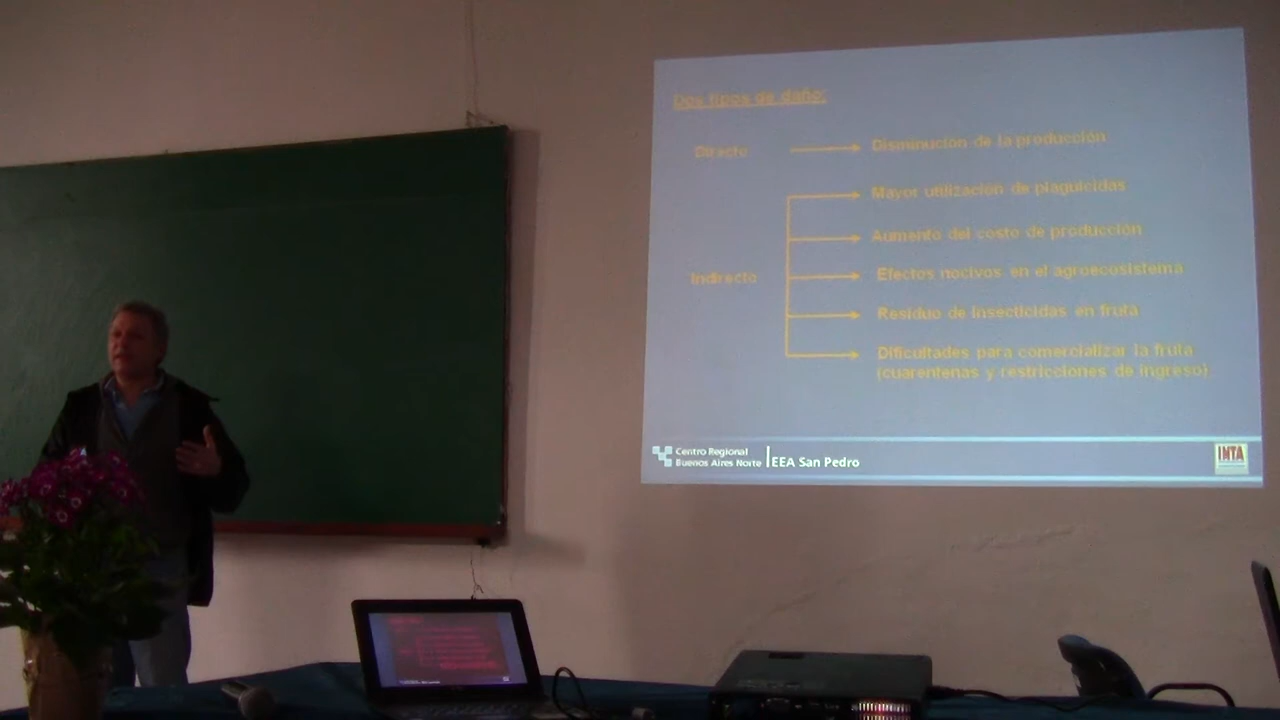 Dos tipos de daño:
Directo
Disminución de la producción
Mayor utilización de plaguicidas
Aumento del costo de producción
Indirecto
Efectos nocivos en el agroecosistema
Residuo de Insecticidas en fruta
Dificultades para comercializar la fruta
(cuarentenas y restricciones de ingreso)
Centro Regional
Buenos Aires Norte
EEA San Pedro
INTA